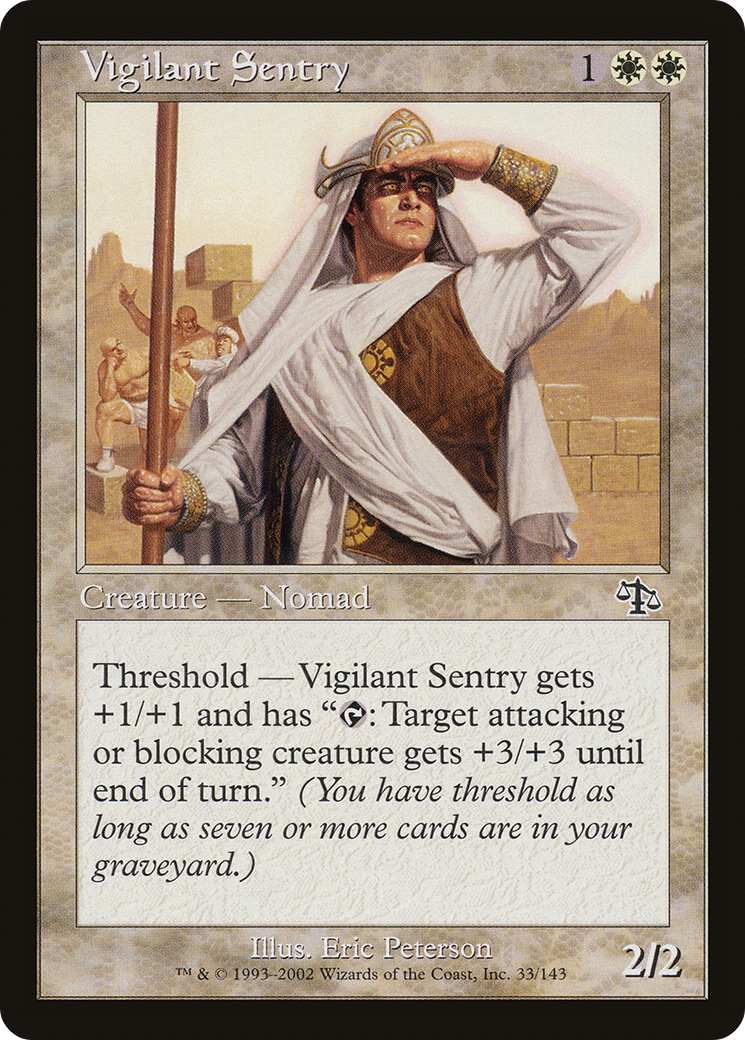 Vigilant Sentry 1
Creature — Nomad
Threshold — Vigilant Sentry gets
+1/+1 and has “: Target attacking
or blocking creature gets +3/+3 until
end of turn.” (You have threshold as
long as seven or more cards are in your
graveyard.)
Illus. Eric Peterson
™ & © 1993–2002 Wizards of the Coast, Inc. 33/143
2/2